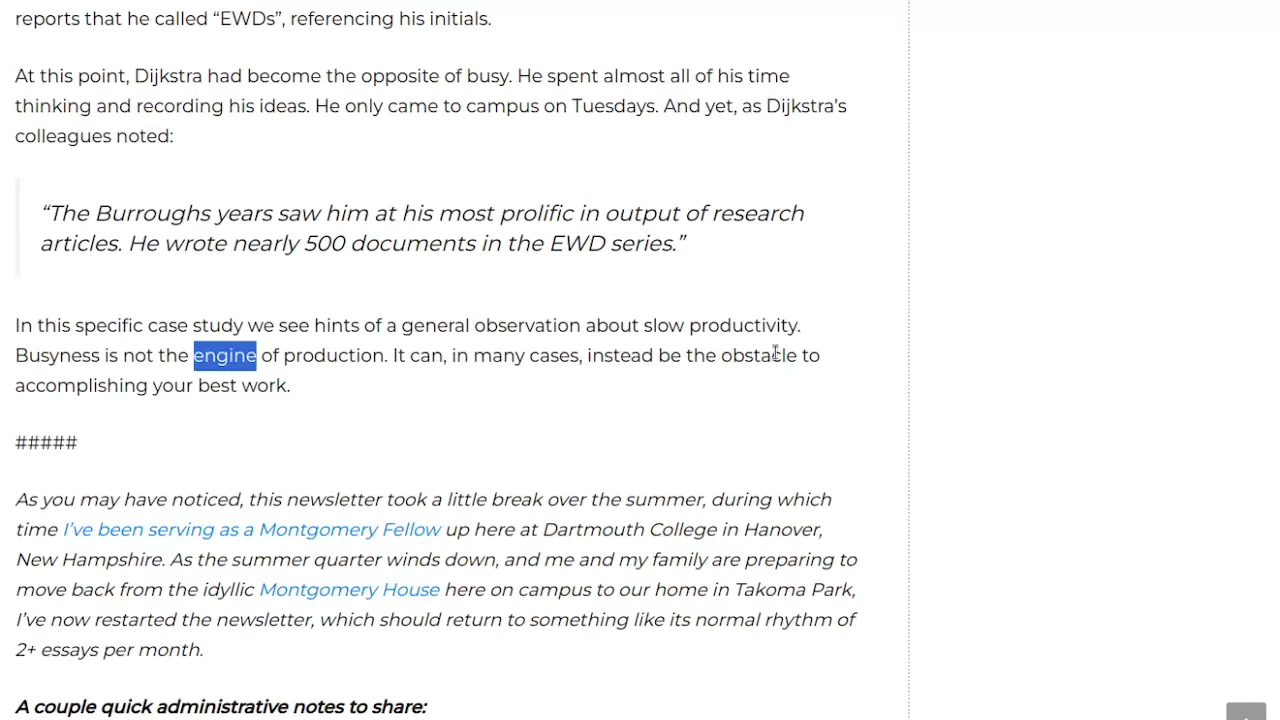 reports that he called “EWDs”, referencing his initials.
At this point, Dijkstra had become the opposite of busy. He spent almost all of his time
thinking and recording his ideas. He only came to campus on Tuesdays. And yet, as Dijkstra’s
colleagues noted:
“The Burroughs years saw him at his most prolific in output of research
articles. He wrote nearly 500 documents in the EWD series.”
In this specific case study we see hints of a general observation about slow productivity.
Busyness is not the engine of production. It can, in many cases, instead be the obstacle to
accomplishing your best work.
#####
As you may have noticed, this newsletter took a little break over the summer, during which
time I’ve been serving as a Montgomery Fellow up here at Dartmouth College in Hanover,
New Hampshire. As the summer quarter winds down, and me and my family are preparing to
move back from the idyllic Montgomery House here on campus to our home in Takoma Park,
I’ve now restarted the newsletter, which should return to something like its normal rhythm of
2+ essays per month.
A couple quick administrative notes to share: